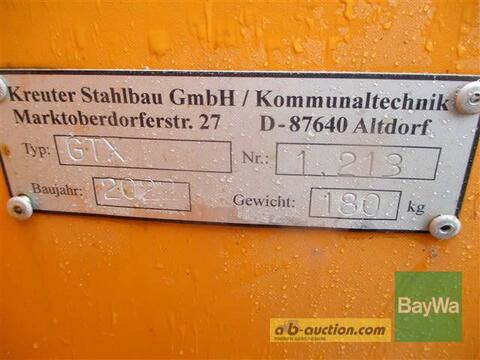 Kreuter Stahlbau GmbH / Kommunaltechnik
Marktoberdorferstr. 27 D-87640 Altdorf
Typ: GTX Nr.: 1.213
Baujahr: Gewicht: 180 kg
BayWa
ab-auction.com